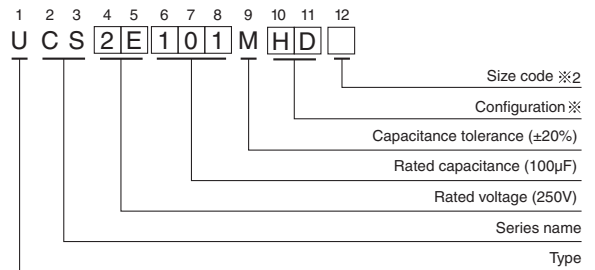 1 2 3 4 5 6 7 8 9 10 11 12
U C S 2 E 1 0 1 M H D
Size code ※2
Configuration ※
Capacitance tolerance (±20%)
Rated capacitance (100µF)
Rated voltage (250V)
Series name
Type